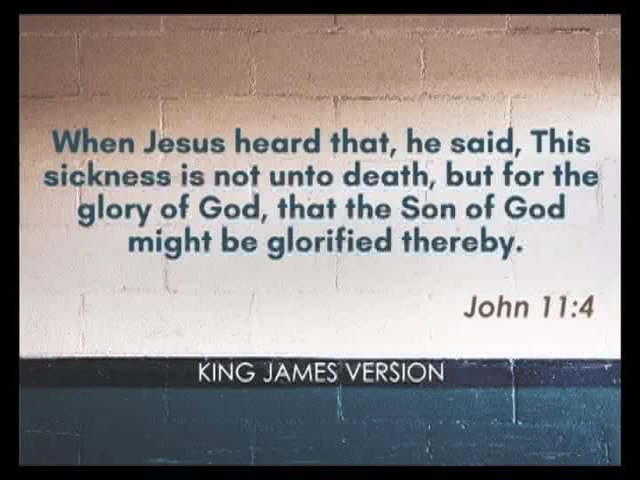 When Jesus heard that, he said, This
sickness is not unto death, but for the
glory of God, that the Son of God
might be glorified thereby.
John 11:4
KING JAMES VERSION